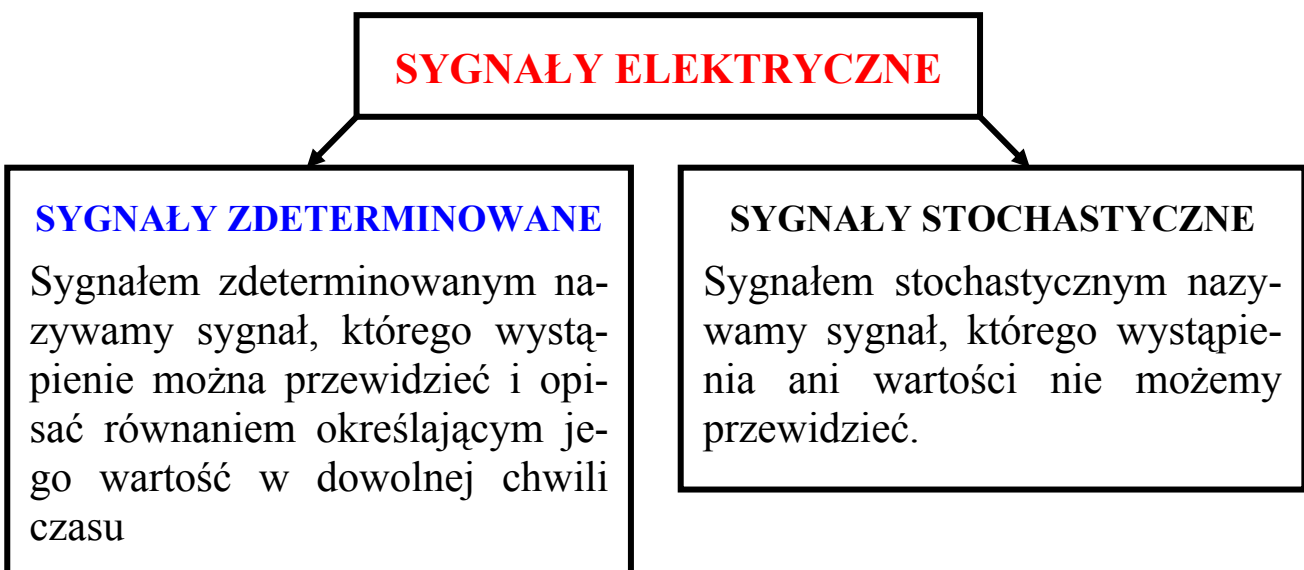 SYGNAŁY ELEKTRYCZNE
SYGNAŁY ZDETERMINOWANE
Sygnałem zdeterminowanym na-
zywamy sygnał, którego wystą-
pienie można przewidzieć i opi-
sać równaniem określającym je-
go wartość w dowolnej chwili
czasu
SYGNAŁY STOCHASTYCZNE
Sygnałem stochastycznym nazy-
wamy sygnał, którego wystąpie-
nia ani wartości nie możemy
przewidzieć.